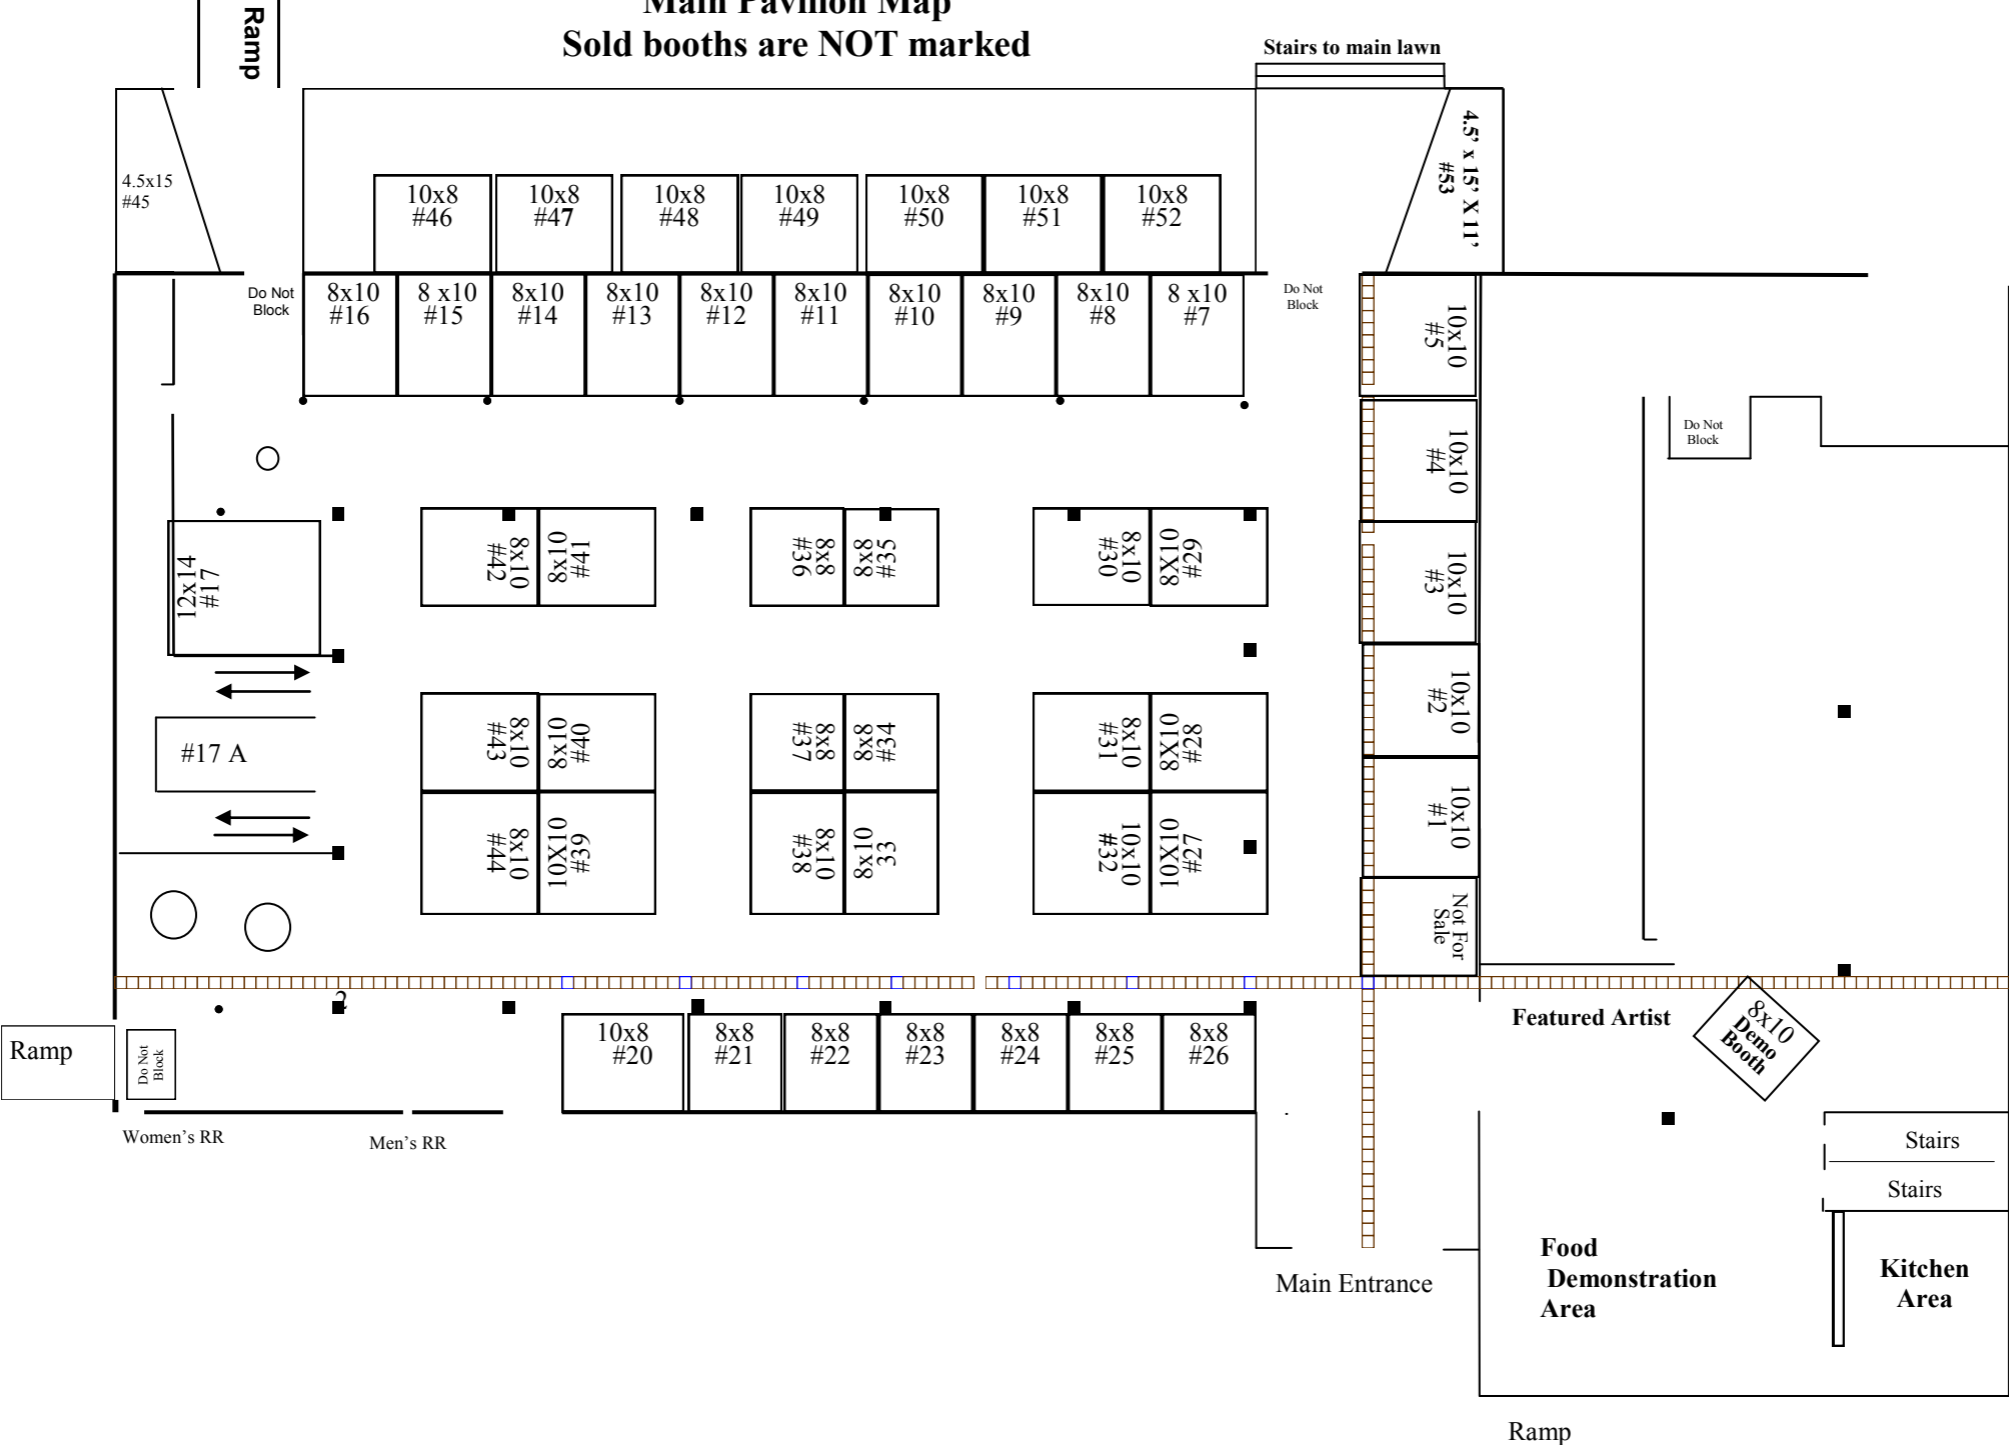 Main Pavilion Map
Sold booths are NOT marked
Ramp
Stairs to main lawn
4.5x15
#45
10x8
#46
10x8
#47
10x8
#48
10x8
#49
10x8
#50
10x8
#51
10x8
#52
4.5’ x 15’ X 11’
#53
Do Not
Block
8x10
#16
8 x10
#15
8x10
#14
8x10
#13
8x10
#12
8x10
#11
8x10
#10
8x10
#9
8x10
#8
8 x10
#7
Do Not
Block
10x10
#5
10x10
#4
Do Not
Block
12x14
#17
8x10
#42
8x10
#41
8x8
#36
8x8
#35
8x10
#30
8X10
#29
10x10
#3
10x10
#2
#17 A
8x10
#43
8x10
#40
8x8
#37
8x8
#34
8x10
#31
8X10
#28
10x10
#1
8x10
#44
10X10
#39
8x10
#38
8x10
33
10x10
#32
10X10
#27
Not For
Sale
2
Ramp
Do Not
Block
10x8
#20
8x8
#21
8x8
#22
8x8
#23
8x8
#24
8x8
#25
8x8
#26
Featured Artist
8x10
Demo
Booth
Women’s RR
Men’s RR
Stairs
Stairs
Main Entrance
Food
Demonstration
Area
Kitchen
Area
Ramp